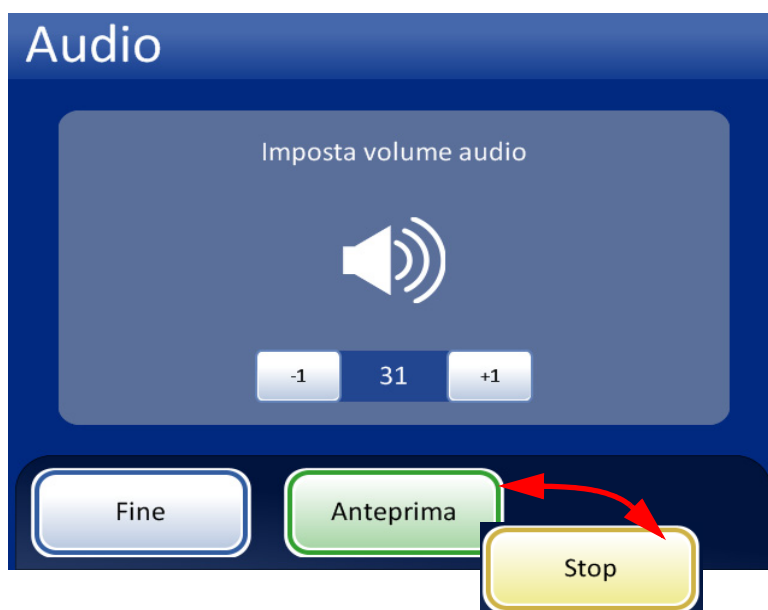 Audio
Imposta volume audio
-1 31 +1
Fine Anteprima
Stop